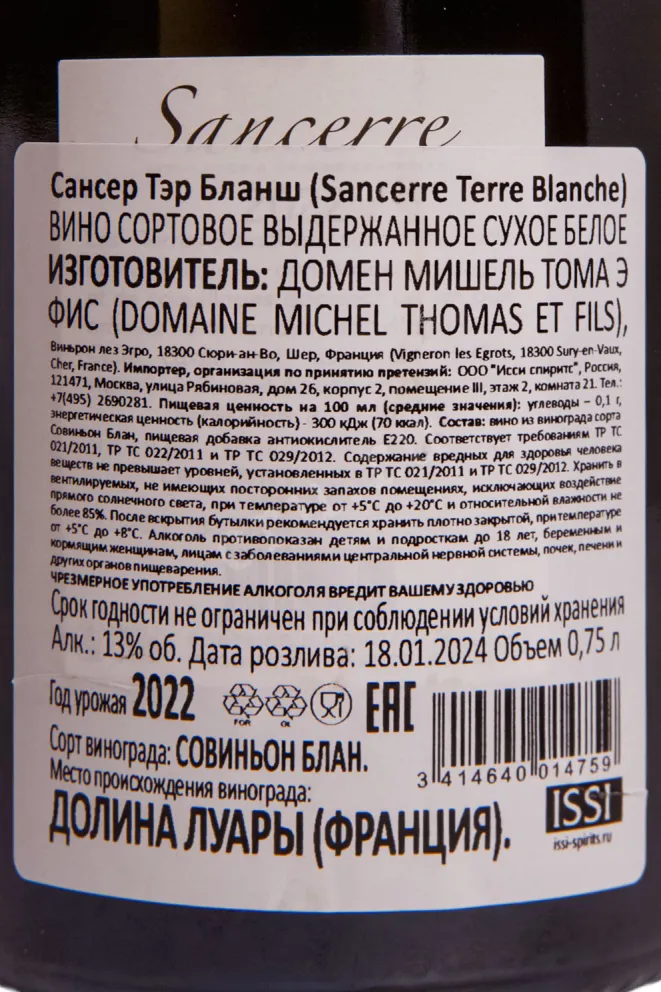 Sancerre
Сансер Тэр Бланш (Sancerre Terre Blanche)
ВИНО СОРТОВОЕ ВЫДЕРЖАННОЕ СУХОЕ БЕЛОЕ
ИЗГОТОВИТЕЛЬ: ДОМЕН МИШЕЛЬ ТОМА Э
ФИС (DOMAINE MICHEL THOMAS ET FILS),
Виньрон лез Эгро, 18300 Сюри-ан-Во, Шер, Франция (Vigneron les Egrots, 18300 Sury-en-Vaux,
Cher, France). Импортер, организация по принятию претензий: ООО "Исси спиритс", Россия,
121471, Москва, улица Рябиновая, дом 26, корпус 2, помещение III, этаж 2, комната 21. Тел.:
+7(495) 2690281. Пищевая ценность на 100 мл (средние значения): углеводы – 0,1 г,
энергетическая ценность (калорийность) - 300 кДж (70 ккал). Состав: вино из винограда сорта
Совиньон Блан, пищевая добавка антиокислитель Е220. Соответствует требованиям ТР ТС
021/2011, ТР ТС 022/2011 и ТР ТС 029/2012. Содержание вредных для здоровья человека
веществ не превышает уровней, установленных в ТР ТС 021/2011 и ТР ТС 029/2012. Хранить в
вентилируемых, не имеющих посторонних запахов помещениях, исключающих воздействие
прямого солнечного света, при температуре от +5°С до +20°С и относительной влажности не
более 85%. После вскрытия бутылки рекомендуется хранить плотно закрытой, при температуре
от +5°С до +8°С. Алкоголь противопоказан детям и подросткам до 18 лет, беременным и
кормящим женщинам, лицам с заболеваниями центральной нервной системы, почек, печени и
других органов пищеварения.
ЧРЕЗМЕРНОЕ УПОТРЕБЛЕНИЕ АЛКОГОЛЯ ВРЕДИТ ВАШЕМУ ЗДОРОВЬЮ
Срок годности не ограничен при соблюдении условий хранения
Алк.: 13% об. Дата розлива: 18.01.2024 Объем 0,75 л
Год урожая 2022
FOR
GL
EAC
Сорт винограда: СОВИНЬОН БЛАН.
3 414640 014759
Место происхождения винограда:
ДОЛИНА ЛУАРЫ (ФРАНЦИЯ).
ISSI
issi-spirits.ru